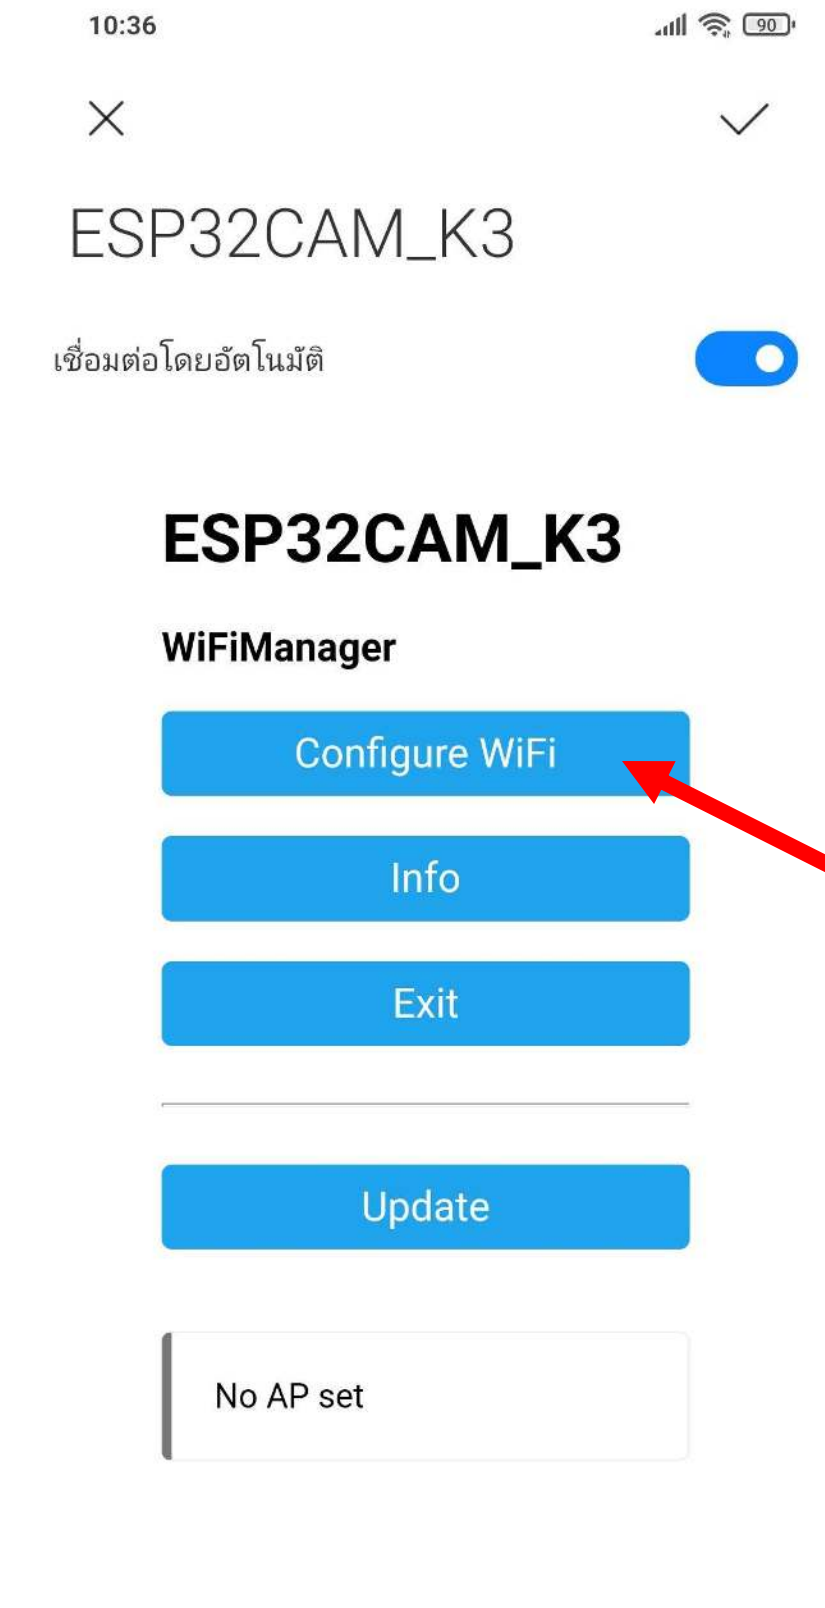 10:36
90
ESP32CAM_K3
เชื่อมต่อโดยอัตโนมัติ
ESP32CAM_K3
WiFiManager
Configure WiFi
Info
Exit
Update
No AP set